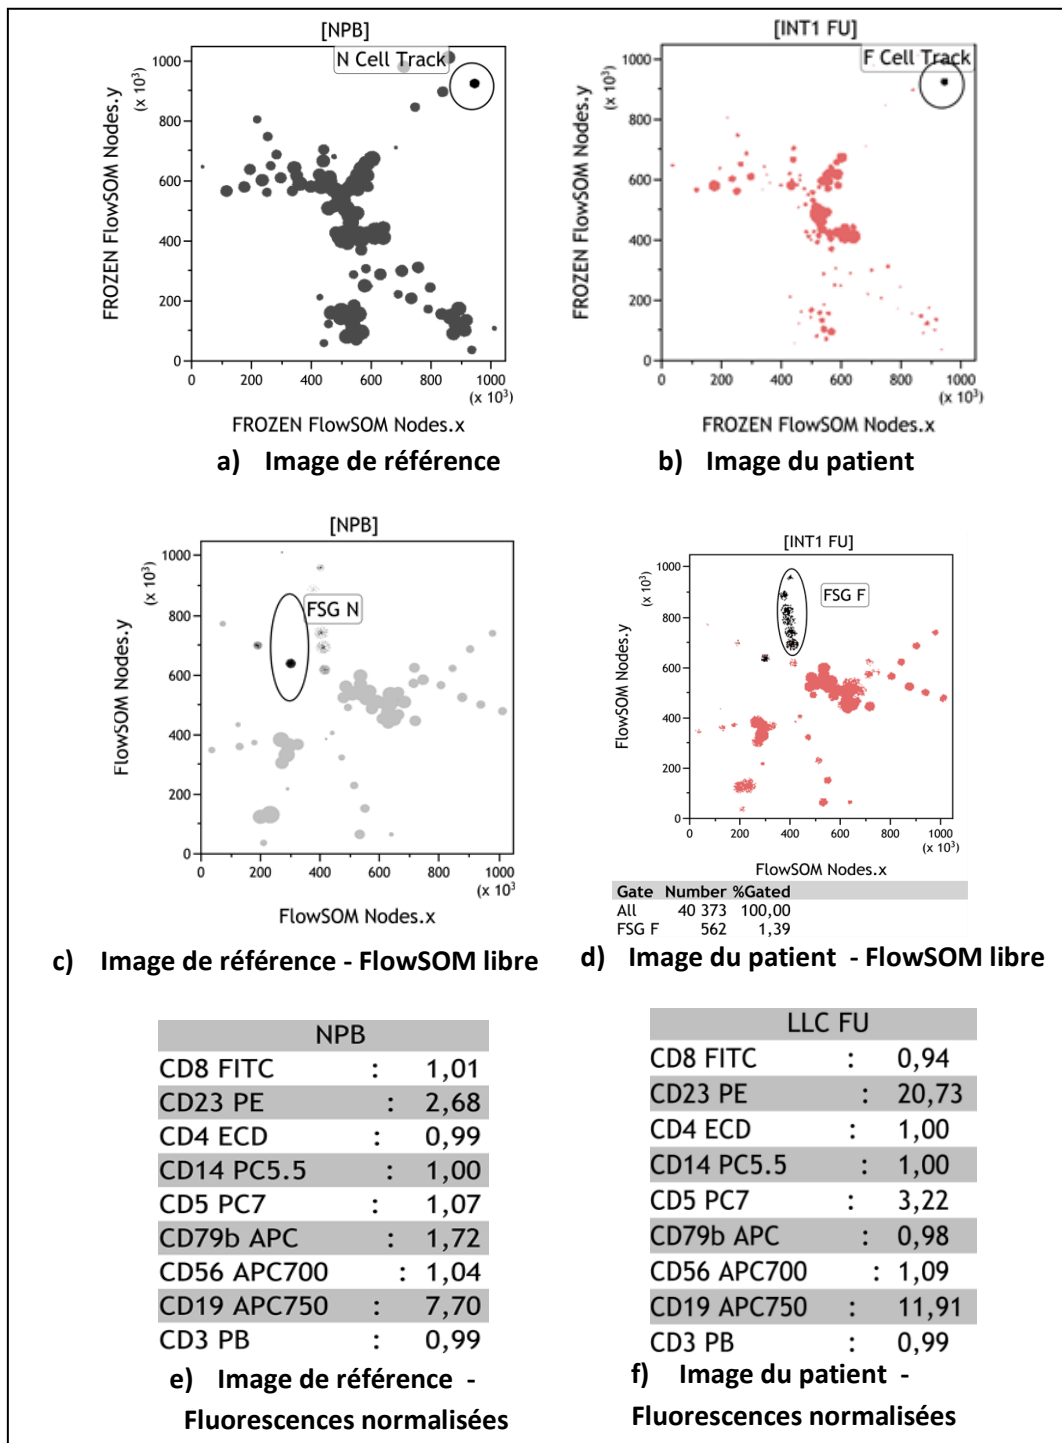 [NPB]
N Cell Track
1000
800
600
400
200
0
(x 10³)
FROZEN FlowSOM Nodes.y
0 200 400 600 800 1000
(x 10³)
FROZEN FlowSOM Nodes.x
a) Image de référence
[INT1 FU]
F Cell Track
1000
800
600
400
200
0
(x 10³)
FROZEN FlowSOM Nodes.y
0 200 400 600 800 1000
(x 10³)
FROZEN FlowSOM Nodes.x
b) Image du patient
[NPB]
FSG N
1000
800
600
400
200
0
(x 10³)
FlowSOM Nodes.y
0 200 400 600 800 1000
(x 10³)
FlowSOM Nodes.x
c) Image de référence - FlowSOM libre
[INT1 FU]
FSG F
1000
800
600
400
200
0
(x 10³)
FlowSOM Nodes.y
0 200 400 600 800 1000
(x 10³)
FlowSOM Nodes.x
Gate Number %Gated
All 40 373 100,00
FSG F 562 1,39
d) Image du patient - FlowSOM libre
NPB
CD8 FITC : 1,01
CD23 PE : 2,68
CD4 ECD : 0,99
CD14 PC5.5 : 1,00
CD5 PC7 : 1,07
CD79b APC : 1,72
CD56 APC700 : 1,04
CD19 APC750 : 7,70
CD3 PB : 0,99
e) Image de référence -
Fluorescences normalisées
LLC FU
CD8 FITC : 0,94
CD23 PE : 20,73
CD4 ECD : 1,00
CD14 PC5.5 : 1,00
CD5 PC7 : 3,22
CD79b APC : 0,98
CD56 APC700 : 1,09
CD19 APC750 : 11,91
CD3 PB : 0,99
f) Image du patient -
Fluorescences normalisées